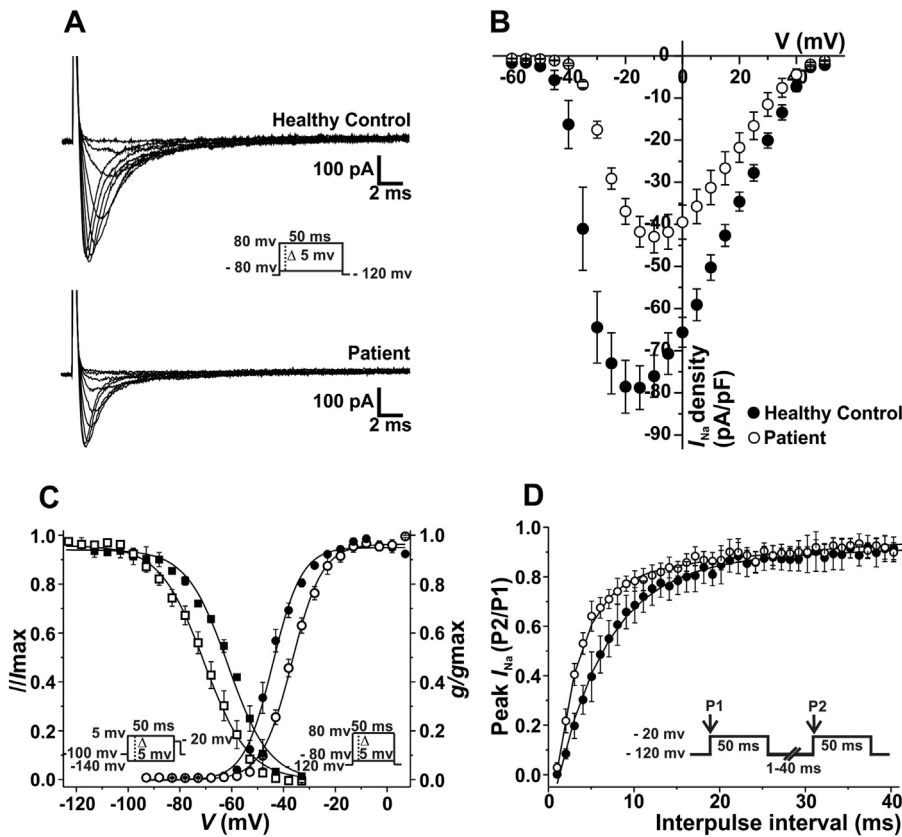 A
Healthy Control
100 pA
2 ms
80 mv
50 ms
Δ 5 mv
- 80 mv
- 120 mv
Patient
100 pA
2 ms
B
V (mV)
-60
-40
-20
0
20
40
0
-10
-20
-30
-40
-50
-60
-70
-80
-90
INa density
(pA/pF)
Healthy Control
Patient
C
I/Imax
1.0
0.8
0.6
0.4
0.2
0.0
g/gmax
1.0
0.8
0.6
0.4
0.2
0.0
5 mv
50 ms
Δ
5 mv
- 20 mv
-100 mv
-140 mv
80 mv
50 ms
Δ
5 mv
-80 mv
- 120 mv
-120
-100
-80
-60
-40
-20
0
V (mV)
D
Peak INa (P2/P1)
1.0
0.8
0.6
0.4
0.2
0.0
P1
P2
- 20 mv
- 120 mv
50 ms
50 ms
1-40 ms
0
10
20
30
40
Interpulse interval (ms)